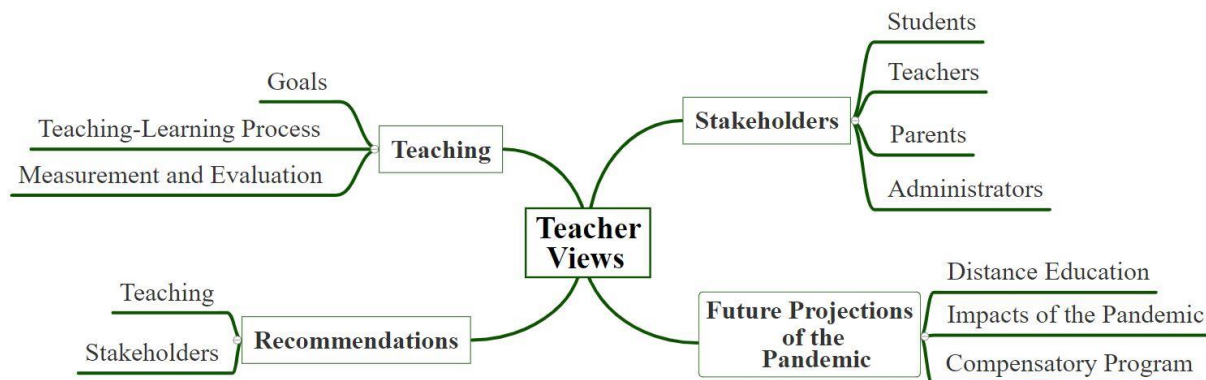 Teacher
Views
Teaching
Goals
Teaching-Learning Process
Measurement and Evaluation
Stakeholders
Students
Teachers
Parents
Administrators
Recommendations
Teaching
Stakeholders
Future Projections
of the
Pandemic
Distance Education
Impacts of the Pandemic
Compensatory Program